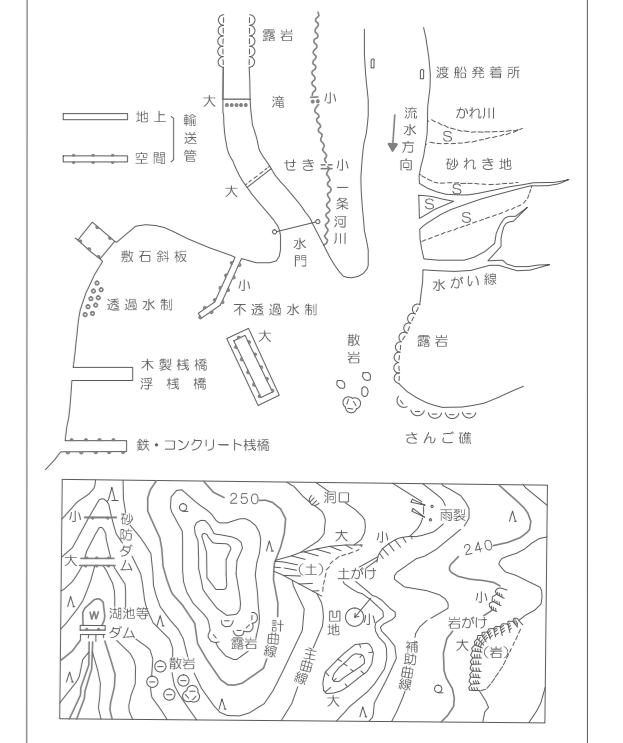 露岩
大
滝
小
渡船発着所
地上
空間
輸送管
流水方向
かれ川
S
砂れき地
S
S
S
せき
小
大
一条河川
水門
敷石斜板
小
透過水制
不透過水制
水がい線
大
散岩
露岩
木製桟橋
浮桟橋
さんご礁
鉄・コンクリート桟橋
250
洞口
小
砂防ダム
大
雨裂
大
小
240
(土)
土がけ
小
W
湖池等
ダム
凹地
小
岩がけ
大
(岩)
露岩
計曲線
主曲線
補助曲線
散岩
大